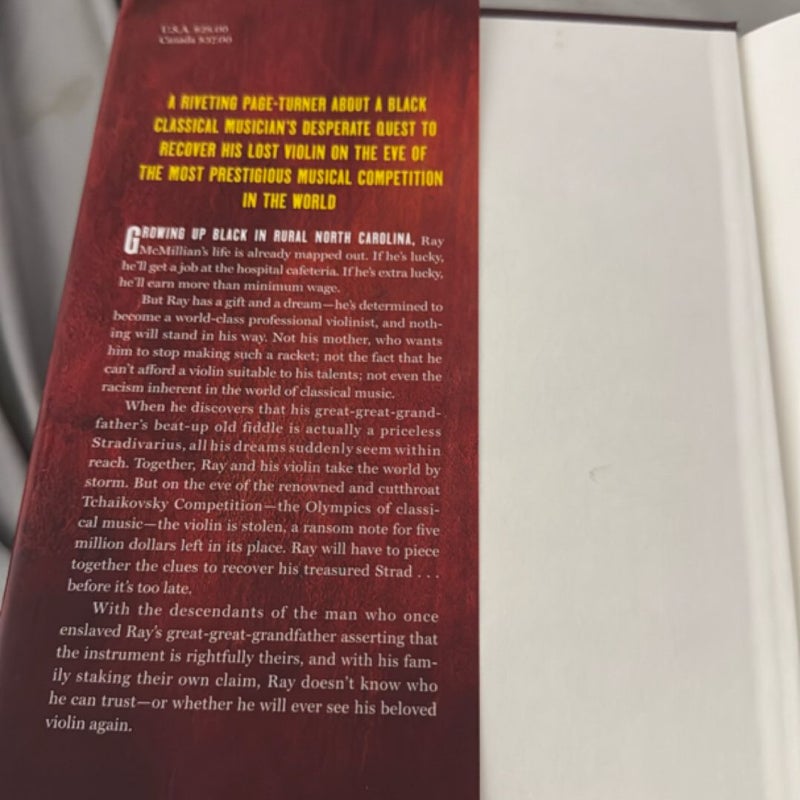 U.S.A. $28.00
Canada $37.00
A RIVETING PAGE-TURNER ABOUT A BLACK
CLASSICAL MUSICIAN'S DESPERATE QUEST TO
RECOVER HIS LOST VIOLIN ON THE EVE OF
THE MOST PRESTIGIOUS MUSICAL COMPETITION
IN THE WORLD
GROWING UP BLACK IN RURAL NORTH CAROLINA, Ray
McMillian's life is already mapped out. If he's lucky,
he'll get a job at the hospital cafeteria. If he's extra lucky,
he'll earn more than minimum wage.
But Ray has a gift and a dream—he's determined to
become a world-class professional violinist, and noth-
ing will stand in his way. Not his mother, who wants
him to stop making such a racket; not the fact that he
can't afford a violin suitable to his talents; not even the
racism inherent in the world of classical music.
When he discovers that his great-great-grand-
father's beat-up old fiddle is actually a priceless
Stradivarius, all his dreams suddenly seem within
reach. Together, Ray and his violin take the world by
storm. But on the eve of the renowned and cutthroat
Tchaikovsky Competition—the Olympics of classi-
cal music—the violin is stolen, a ransom note for five
million dollars left in its place. Ray will have to piece
together the clues to recover his treasured Strad . . .
before it's too late.
With the descendants of the man who once
enslaved Ray's great-great-grandfather asserting that
the instrument is rightfully theirs, and with his fam-
ily staking their own claim, Ray doesn't know who
he can trust—or whether he will ever see his beloved
violin again.